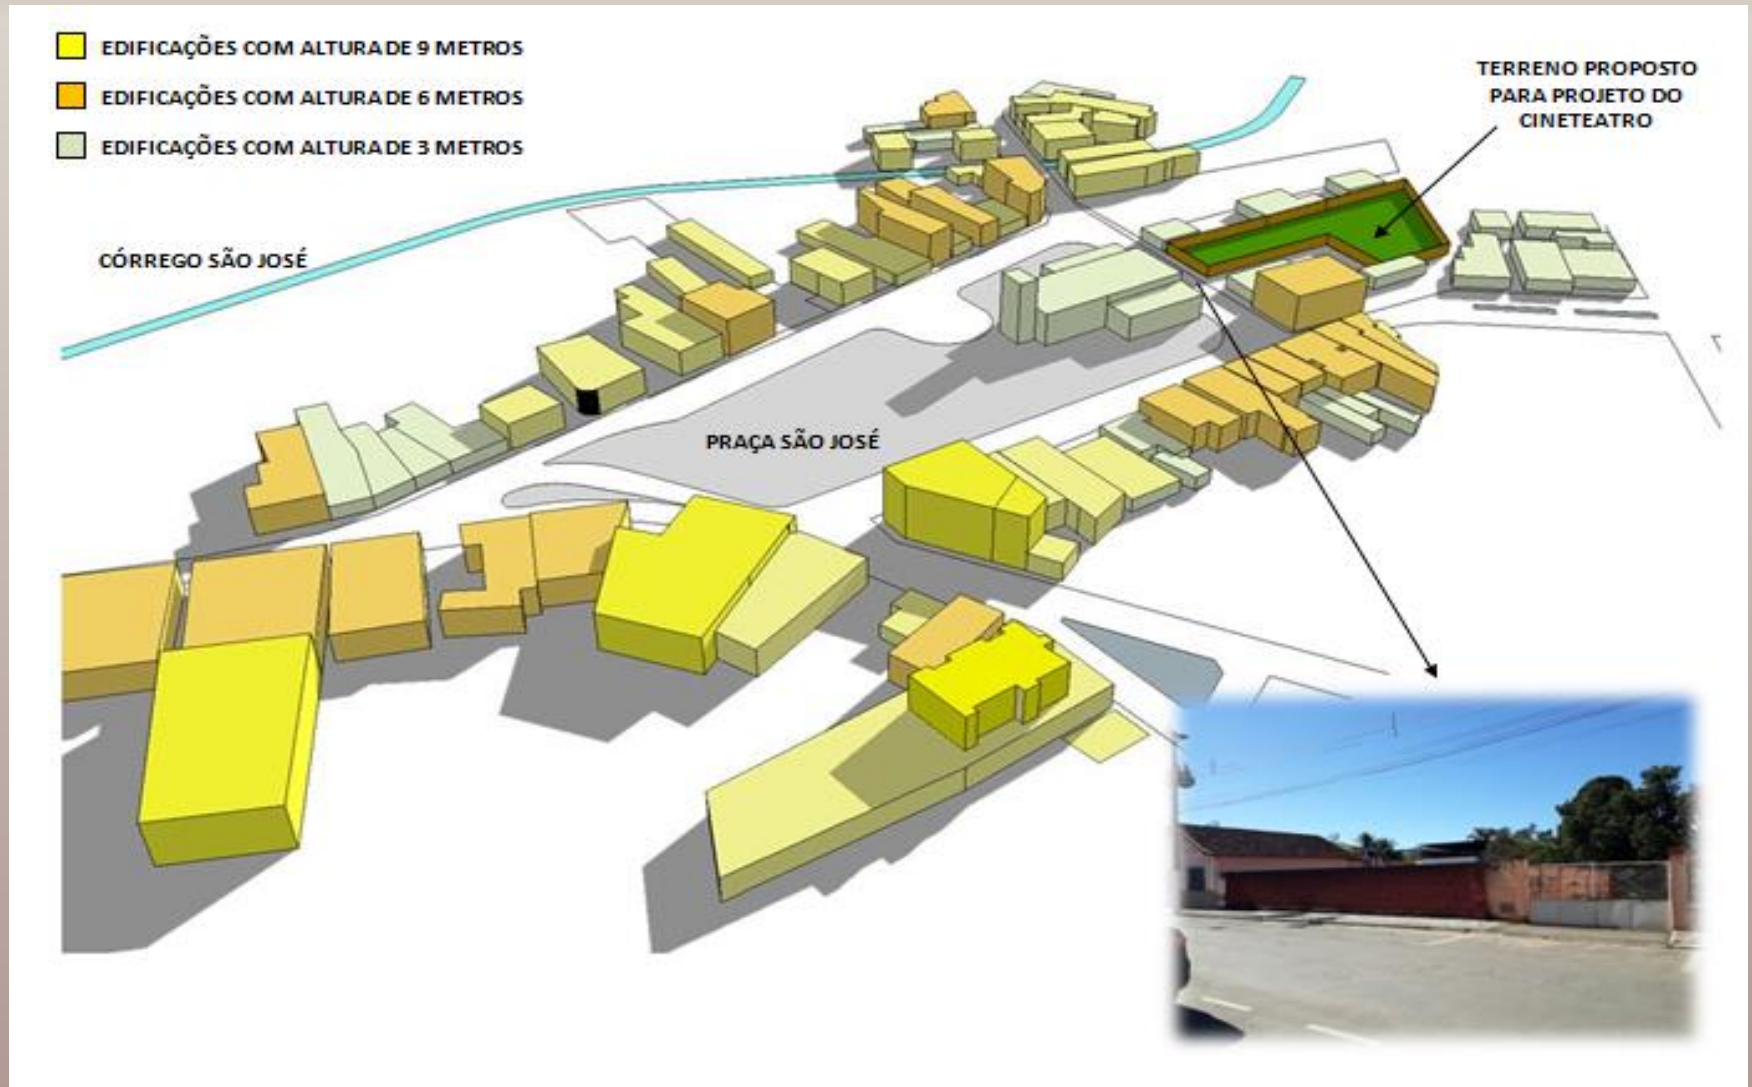 EDIFICAÇÕES COM ALTURA DE 9 METROS
EDIFICAÇÕES COM ALTURA DE 6 METROS
EDIFICAÇÕES COM ALTURA DE 3 METROS
TERRENO PROPOSTO
PARA PROJETO DO
CINETEATRO
CÓRREGO SÃO JOSÉ
PRAÇA SÃO JOSÉ